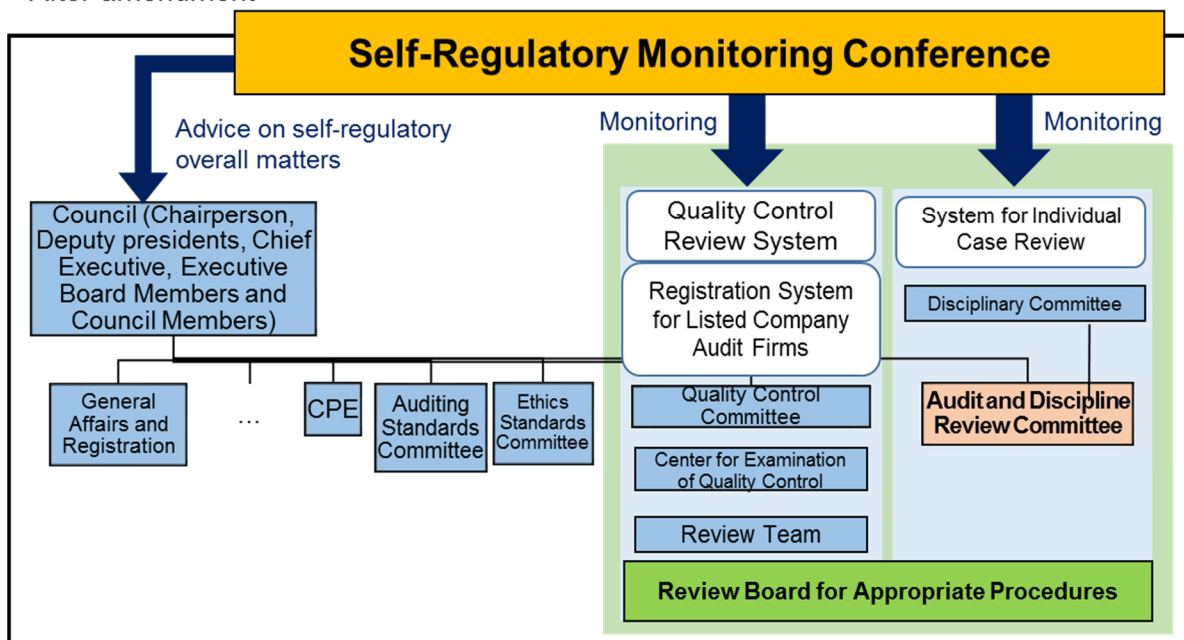 After amendment
Self-Regulatory Monitoring Conference
Advice on self-regulatory
overall matters
Monitoring
Monitoring
Council (Chairperson,
Deputy presidents, Chief
Executive, Executive
Board Members and
Council Members)
Quality Control
Review System
System for Individual
Case Review
Registration System
for Listed Company
Audit Firms
Disciplinary Committee
General
Affairs and
Registration
...
CPE
Auditing
Standards
Committee
Ethics
Standards
Committee
Quality Control
Committee
Audit and Discipline
Review Committee
Center for Examination
of Quality Control
Review Team
Review Board for Appropriate Procedures